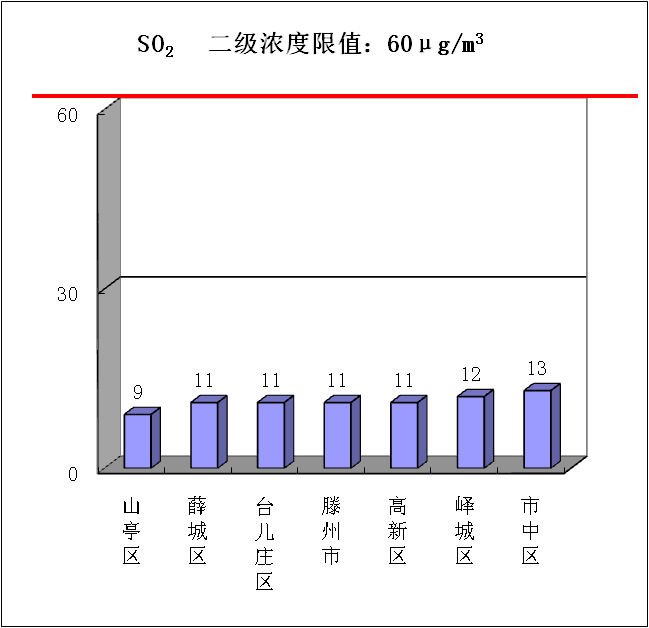 SO₂ 二级浓度限值：60μg/m³
60
30
0
9
11
11
11
11
12
13
山亭区
薛城区
台儿庄区
滕州市
高新区
峄城区
市中区